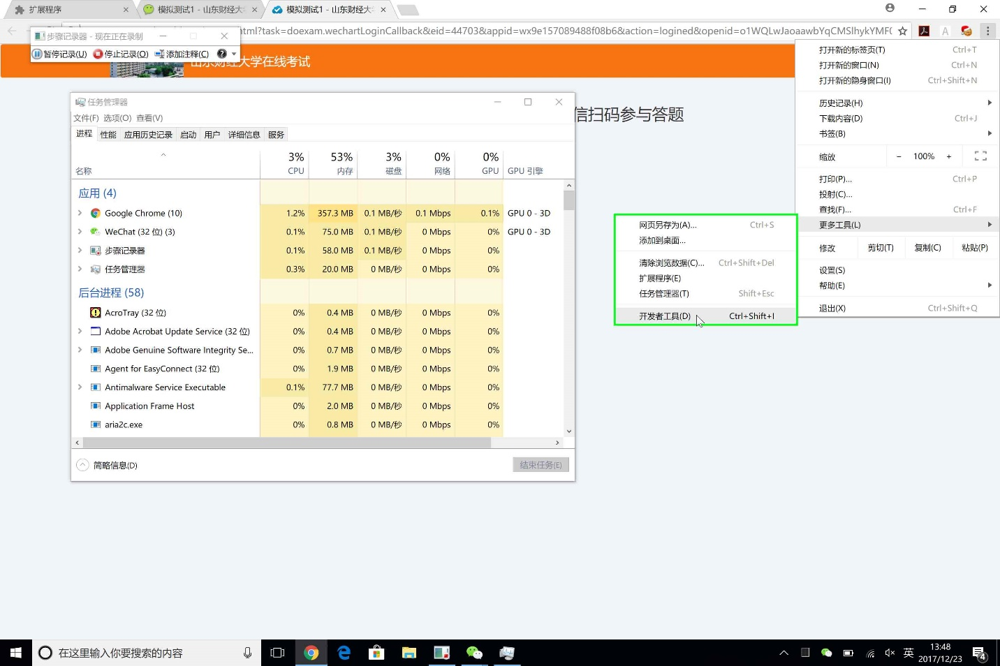 扩展程序
模拟测试1 - 山东财经大
模拟测试1 - 山东财经大
html?task=doexam.wechartLoginCallback&eid=44703&appid=wx9e157089488f08b6&action=logined&openid=o1WQLwJaoaawbYqCMSlhykYMF
步骤记录器 - 现在正在录制
暂停记录(U) 停止记录(O) 添加注释(C)
山东财经大学在线考试
信扫码参与答题
任务管理器
文件(F) 选项(O) 查看(V)
进程 性能 应用历史记录 启动 用户 详细信息 服务
3% 53% 3% 0% 0%
名称 CPU 内存 磁盘 网络 GPU GPU 引擎
应用 (4)
Google Chrome (10) 1.2% 357.3 MB 0.1 MB/秒 0.1 Mbps 0.1% GPU 0 - 3D
WeChat (32 位) (3) 0.1% 75.0 MB 0.1 MB/秒 0 Mbps 0% GPU 0 - 3D
步骤记录器 0.1% 58.0 MB 0.1 MB/秒 0 Mbps 0%
任务管理器 0.3% 20.0 MB 0 MB/秒 0 Mbps 0%
后台进程 (58)
AcroTray (32 位) 0% 0.4 MB 0 MB/秒 0 Mbps 0%
Adobe Acrobat Update Service (32 位) 0% 0.4 MB 0 MB/秒 0 Mbps 0%
Adobe Genuine Software Integrity Se... 0% 0.7 MB 0 MB/秒 0 Mbps 0%
Agent for EasyConnect (32 位) 0% 1.9 MB 0 MB/秒 0 Mbps 0%
Antimalware Service Executable 0.1% 77.7 MB 0 MB/秒 0 Mbps 0%
Application Frame Host 0% 2.0 MB 0 MB/秒 0 Mbps 0%
aria2c.exe 0% 0.8 MB 0 MB/秒 0 Mbps 0%
简略信息(D) 结束任务(E)
网页另存为(A)... Ctrl+S
添加到桌面...
清除浏览数据(C)... Ctrl+Shift+Del
扩展程序(E)
任务管理器(T) Shift+Esc
开发者工具(D) Ctrl+Shift+I
打开新的标签页(T) Ctrl+T
打开新的窗口(N) Ctrl+N
打开新的隐身窗口(I) Ctrl+Shift+N
历史记录(H)
下载内容(D) Ctrl+J
书签(B)
缩放 - 100% +
打印(P)... Ctrl+P
投射(C)...
查找(F)... Ctrl+F
更多工具(L)
修改 剪切(T) 复制(C) 粘贴(P)
设置(S)
帮助(E)
退出(X) Ctrl+Shift+Q
在这里输入你要搜索的内容
英
13:48
2017/12/23
4